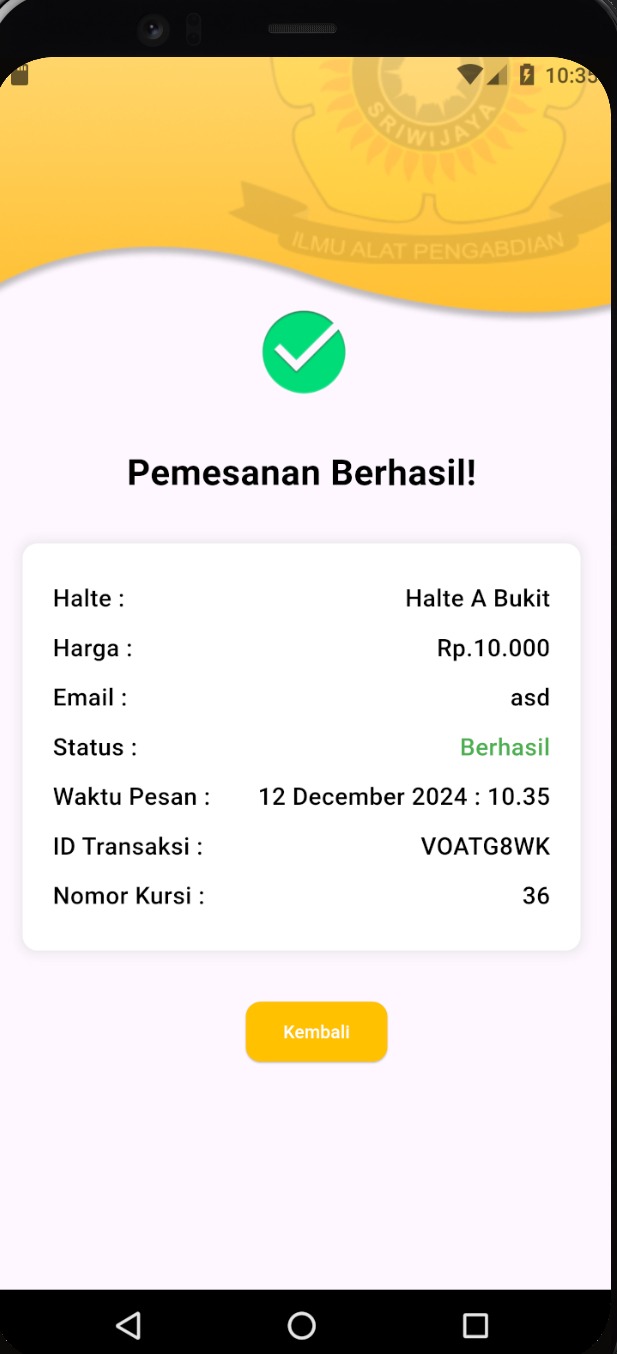 10:35
SRIWIJAYA
ILMU ALAT PENGABDIAN
Pemesanan Berhasil!
Halte : Halte A Bukit
Harga : Rp.10.000
Email : asd
Status : Berhasil
Waktu Pesan : 12 December 2024 : 10.35
ID Transaksi : VOATG8WK
Nomor Kursi : 36
Kembali